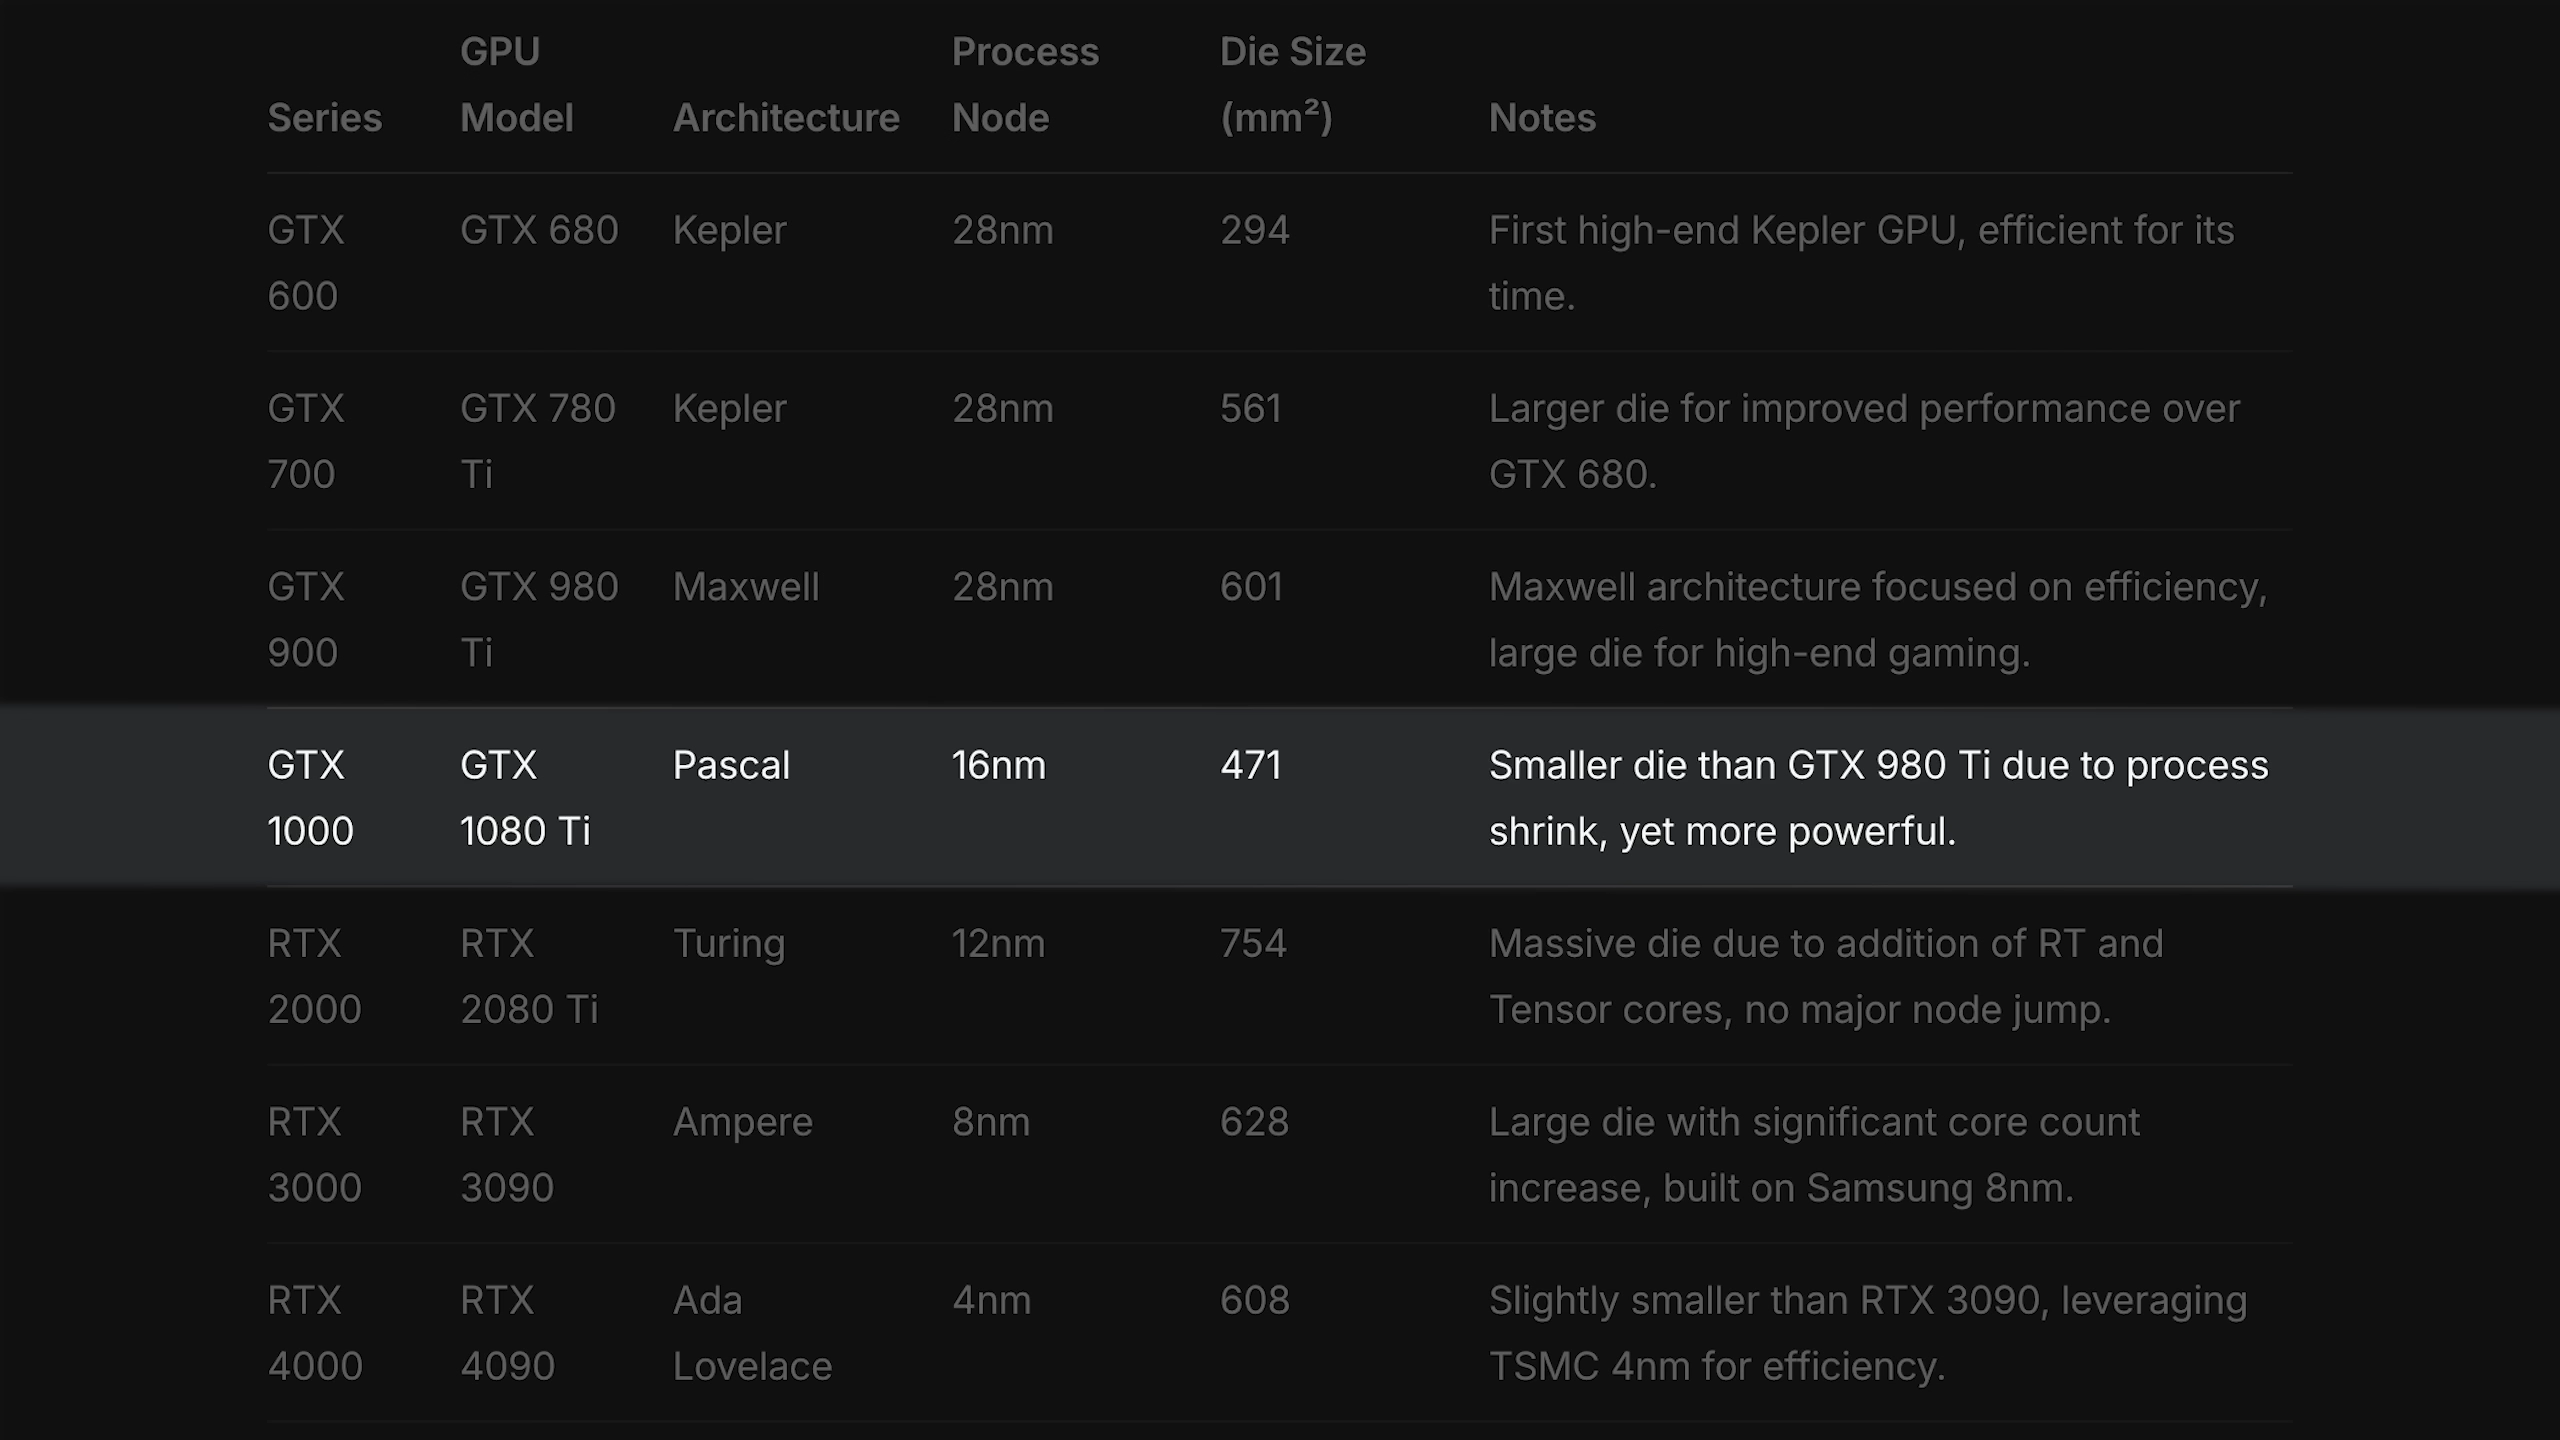 GPU Process Die Size
Series Model Architecture Node (mm²) Notes
GTX GTX 680 Kepler 28nm 294 First high-end Kepler GPU, efficient for its
600 time.
GTX GTX 780 Kepler 28nm 561 Larger die for improved performance over
700 Ti GTX 680.
GTX GTX 980 Maxwell 28nm 601 Maxwell architecture focused on efficiency,
900 Ti large die for high-end gaming.
GTX GTX Pascal 16nm 471 Smaller die than GTX 980 Ti due to process
1000 1080 Ti shrink, yet more powerful.
RTX RTX Turing 12nm 754 Massive die due to addition of RT and
2000 2080 Ti Tensor cores, no major node jump.
RTX RTX Ampere 8nm 628 Large die with significant core count
3000 3090 increase, built on Samsung 8nm.
RTX RTX Ada 4nm 608 Slightly smaller than RTX 3090, leveraging
4000 4090 Lovelace TSMC 4nm for efficiency.